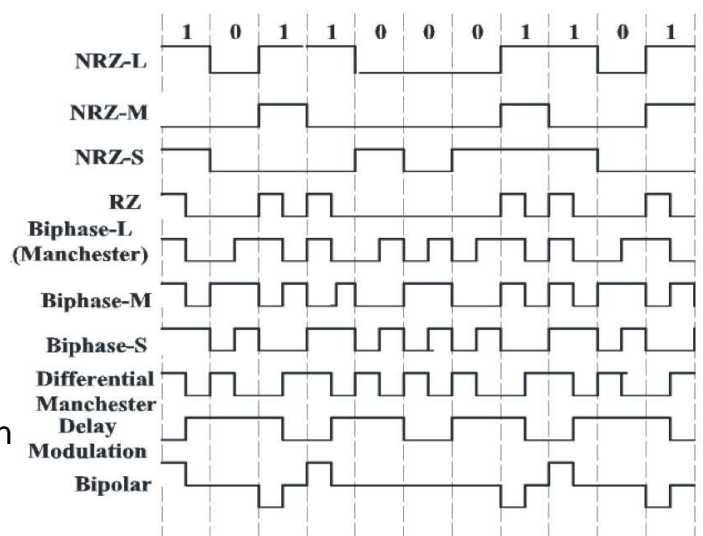 1 0 1 1 0 0 0 1 1 0 1
NRZ-L
NRZ-M
NRZ-S
RZ
Biphase-L
(Manchester)
Biphase-M
Biphase-S
Differential
Manchester
Delay
n
Modulation
Bipolar